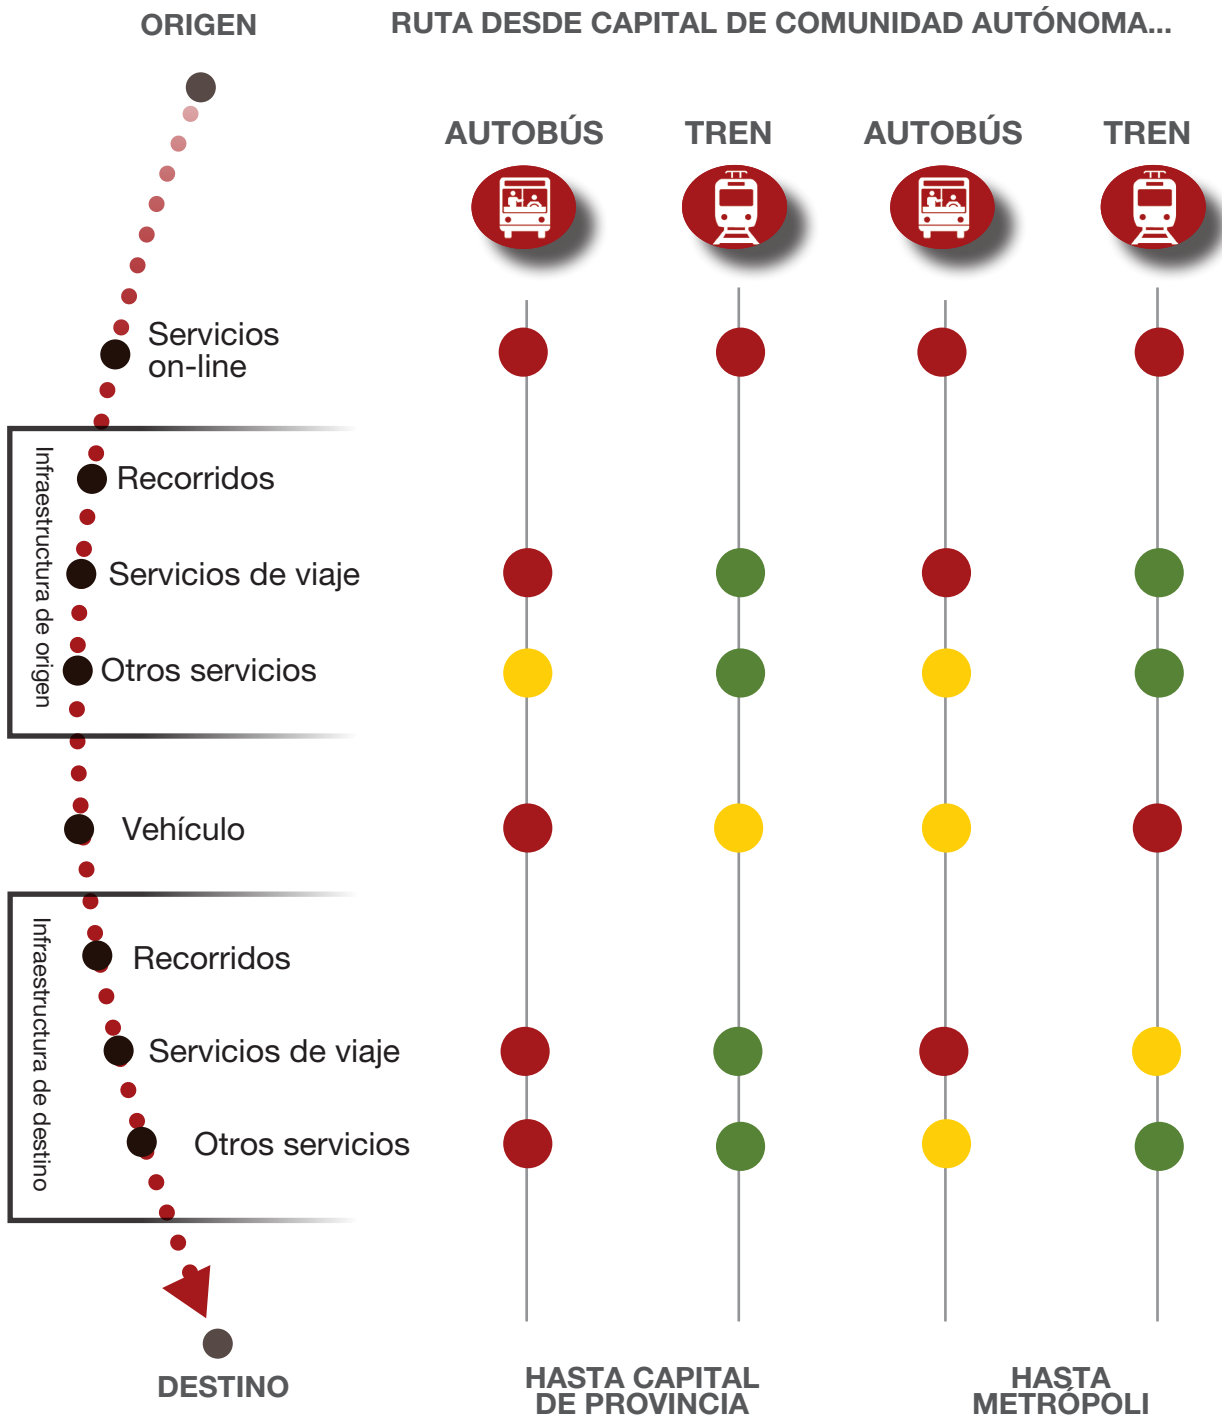 ORIGEN
RUTA DESDE CAPITAL DE COMUNIDAD AUTÓNOMA...
AUTOBÚS
TREN
AUTOBÚS
TREN
Servicios
on-line
Infraestructura de origen
Recorridos
Servicios de viaje
Otros servicios
Vehículo
Infraestructura de destino
Recorridos
Servicios de viaje
Otros servicios
DESTINO
HASTA CAPITAL
DE PROVINCIA
HASTA
METRÓPOLI